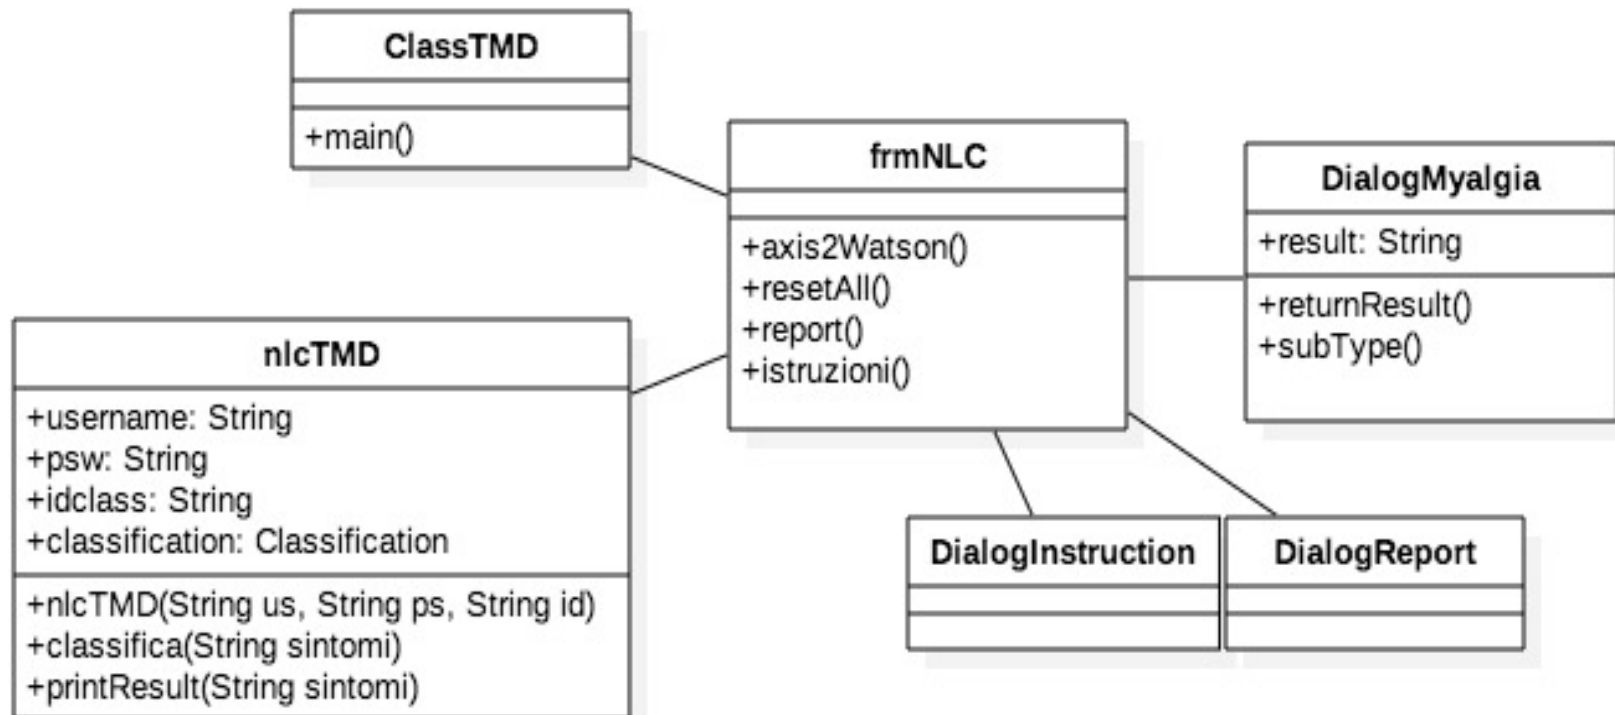 ClassTMD
+main()
frmNLC
+axis2Watson()
+resetAll()
+report()
+istruzioni()
DialogMyalgia
+result: String
+returnResult()
+subType()
nlcTMD
+username: String
+psw: String
+idclass: String
+classification: Classification
+nlcTMD(String us, String ps, String id)
+classifica(String sintomi)
+printResult(String sintomi)
DialogInstruction
DialogReport